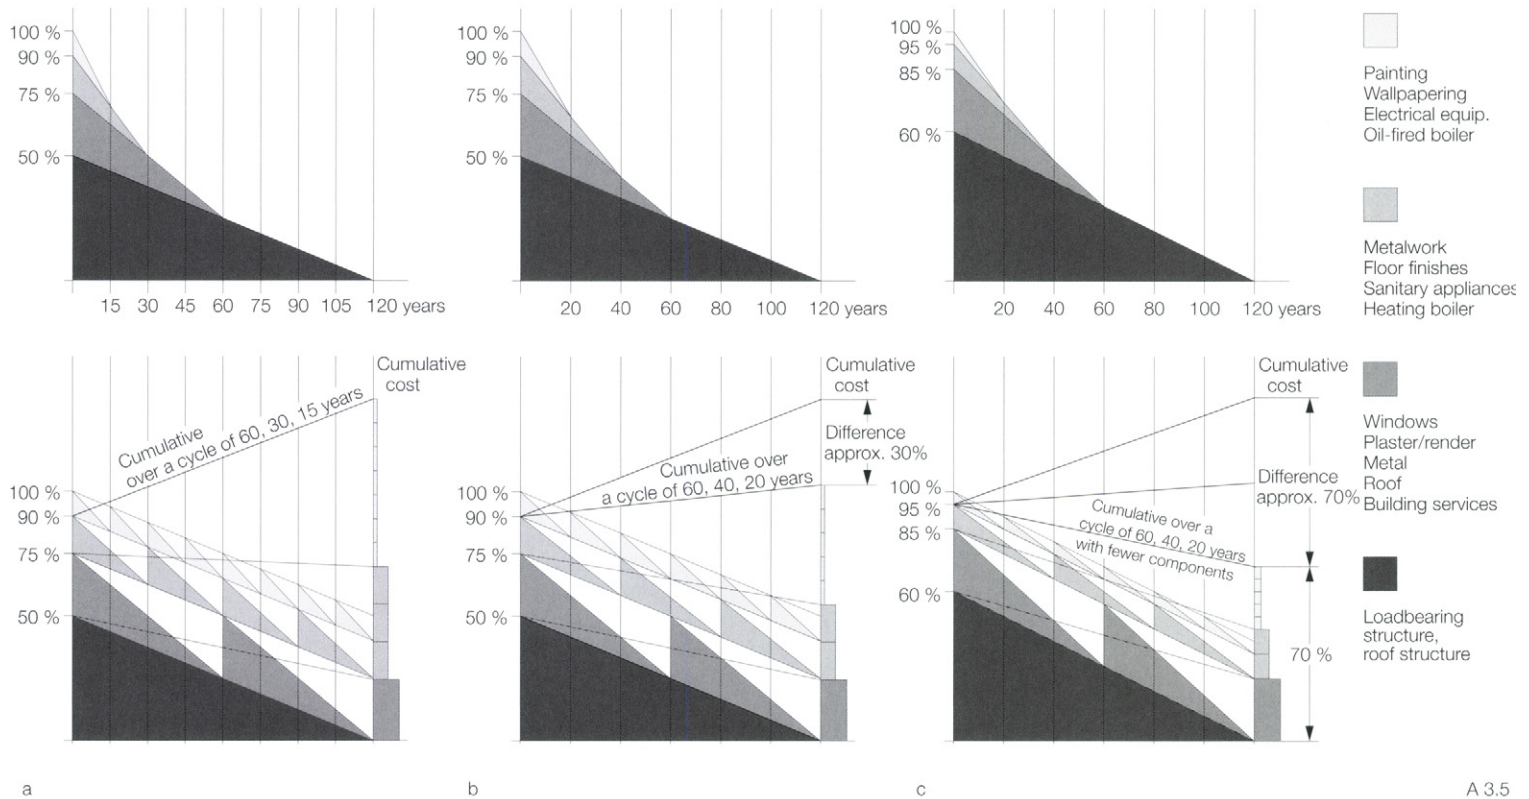 100 %
90 %
75 %
50 %
15 30 45 60 75 90 105 120 years
100 %
90 %
75 %
50 %
20 40 60 80 100 120 years
100 %
95 %
85 %
60 %
20 40 60 80 100 120 years
Painting
Wallpapering
Electrical equip.
Oil-fired boiler
Metalwork
Floor finishes
Sanitary appliances
Heating boiler
Windows
Plaster/render
Metal
Roof
Building services
Loadbearing
structure,
roof structure
Cumulative
cost
Cumulative
over a cycle of 60, 30, 15 years
100 %
90 %
75 %
50 %
Cumulative
cost
Difference
approx. 30%
Cumulative over
a cycle of 60, 40, 20 years
100 %
90 %
75 %
50 %
Cumulative
cost
Difference
approx. 70%
Cumulative over a
cycle of 60, 40, 20 years
with fewer components
100 %
95 %
85 %
60 %
70 %
a
b
c
A 3.5